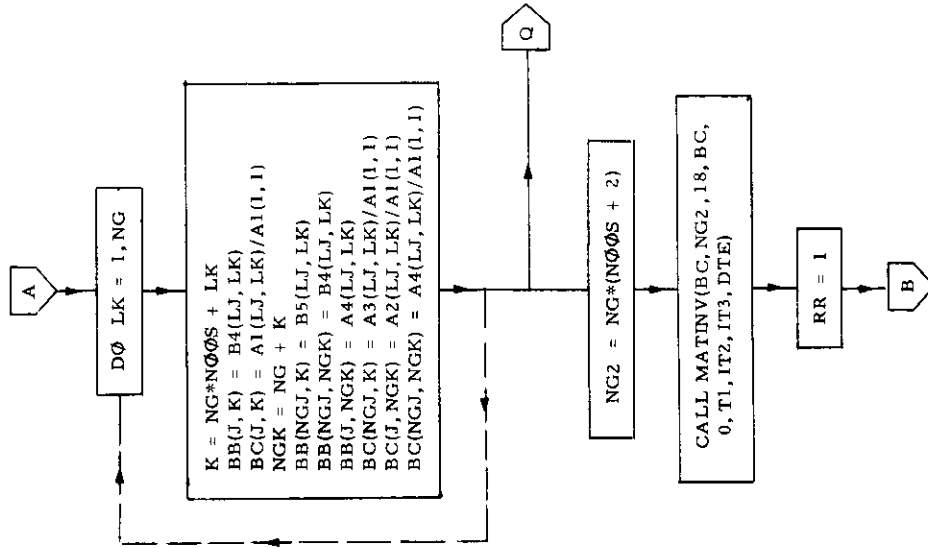 A
DØ LK = 1, NG
K = NG*NØØS + LK
BB(J, K) = B4(LJ, LK)
BC(J, K) = A1(LJ, LK)/A1(1, 1)
NGK = NG + K
BB(NGJ, K) = B5(LJ, LK)
BB(NGJ, NGK) = B4(LJ, LK)
BB(J, NGK) = A4(LJ, LK)
BC(NGJ, K) = A3(LJ, LK)/A1(1, 1)
BC(J, NGK) = A2(LJ, LK)/A1(1, 1)
BC(NGJ, NGK) = A4(LJ, LK)/A1(1, 1)
Q
NG2 = NG*(NØØS + 2)
CALL MATINV(BC, NG2, 18, BC,
0, T1, IT2, IT3, DTE)
RR = 1
B